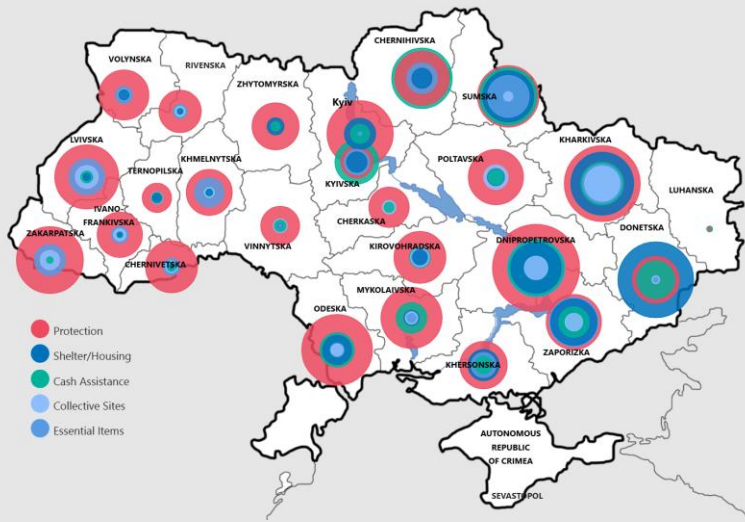 CHERNIHIVSKA
VOLYNSKA
RIVENSKA
ZHYTOMYRSKA
Kyiv
SUMSKA
LVIVSKA
KHARKIVSKA
KHMELNYTSKA
TERNOPILSKA
POLTAVSKA
KYIVSKA
LUHANSKA
IVANO-
FRANKIVSKA
CHERKASKA
ZAKARPATSKA
VINNYTSKA
KIROVOHRADSKA
DNIPROPETROVSKA
DONETSKA
CHERNIVETSKA
MYKOLAIVSKA
ODESKA
ZAPORIZKA
KHERSONSKA
Protection
Shelter/Housing
Cash Assistance
Collective Sites
Essential Items
AUTONOMOUS
REPUBLIC
OF CRIMEA
SEVASTOPOL